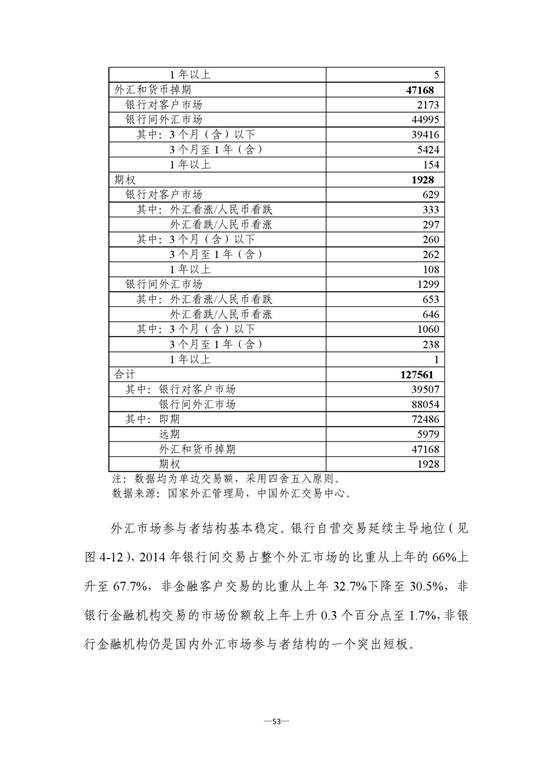 1 年以上 5
外汇和货币掉期 47168
银行对客户市场 2173
银行间外汇市场 44995
其中：3 个月（含）以下 39416
3 个月至 1 年（含） 5424
1 年以上 154
期权 1928
银行对客户市场 629
其中：外汇看涨/人民币看跌 333
外汇看跌/人民币看涨 297
其中：3 个月（含）以下 260
3 个月至 1 年（含） 262
1 年以上 108
银行间外汇市场 1299
其中：外汇看涨/人民币看跌 653
外汇看跌/人民币看涨 646
其中：3 个月（含）以下 1060
3 个月至 1 年（含） 238
1 年以上 1
合计 127561
其中：银行对客户市场 39507
银行间外汇市场 88054
其中：即期 72486
远期 5979
外汇和货币掉期 47168
期权 1928
注：数据均为单边交易额，采用四舍五入原则。
数据来源：国家外汇管理局，中国外汇交易中心。
外汇市场参与者结构基本稳定。银行自营交易延续主导地位（见
图 4-12），2014 年银行间交易占整个外汇市场的比重从上年的 66%上
升至 67.7%，非金融客户交易的比重从上年 32.7%下降至 30.5%，非
银行金融机构交易的市场份额较上年上升 0.3 个百分点至 1.7%，非银
行金融机构仍是国内外汇市场参与者结构的一个突出短板。
—53—